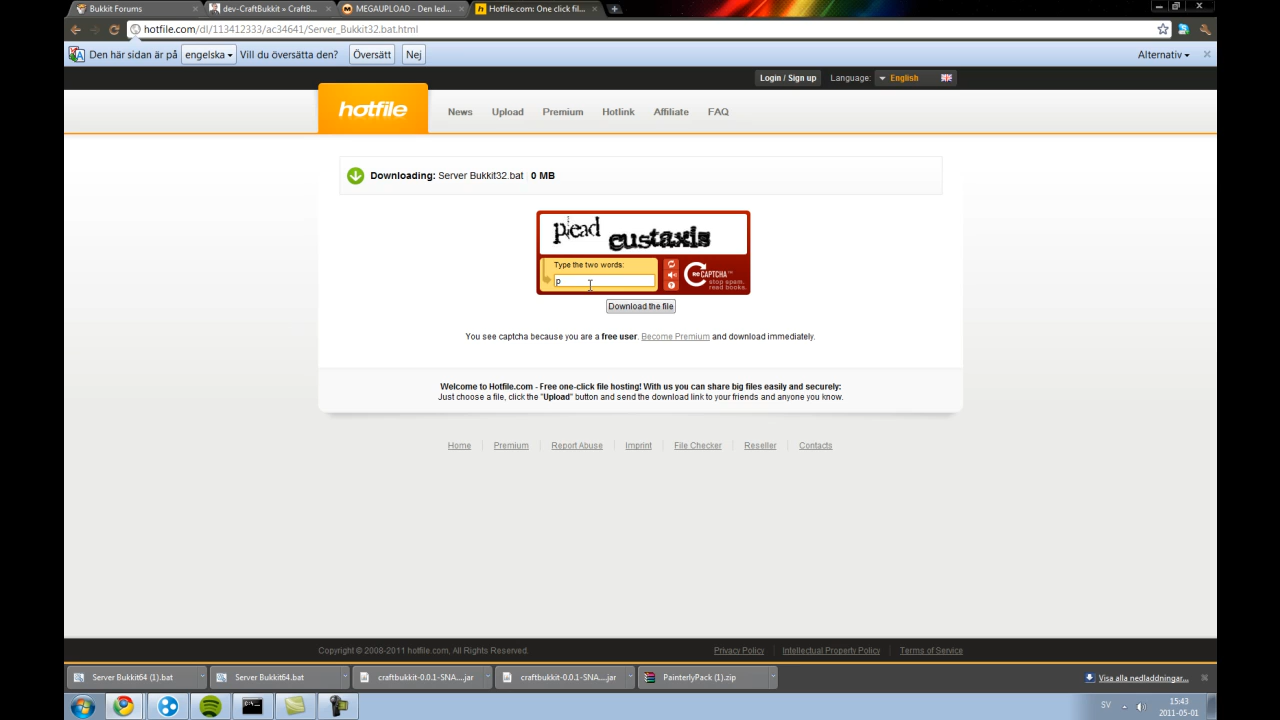 Bukkit Forums
dev-CraftBukkit » CraftB...
MEGAUPLOAD - Den led...
Hotfile.com: One click fil...
hotfile.com/dl/113412333/ac34641/Server_Bukkit32.bat.html
Den här sidan är på engelska Vill du översätta den? Översätt Nej
Alternativ
Login / Sign up Language: English
hotfile
News Upload Premium Hotlink Affiliate FAQ
Downloading: Server Bukkit32.bat 0 MB
Type the two words:
p
reCAPTCHA™
stop spam.
read books.
Download the file
You see captcha because you are a free user. Become Premium and download immediately.
Welcome to Hotfile.com - Free one-click file hosting! With us you can share big files easily and securely:
Just choose a file, click the "Upload" button and send the download link to your friends and anyone you know.
Home Premium Report Abuse Imprint File Checker Reseller Contacts
Copyright © 2008-2011 hotfile.com, All Rights Reserved.
Privacy Policy Intellectual Property Policy Terms of Service
Server Bukkit64 (1).bat
Server Bukkit64.bat
craftbukkit-0.0.1-SNA....jar
craftbukkit-0.0.1-SNA....jar
PainterlyPack (1).zip
Visa alla nedladdningar...
SV
15:43
2011-05-01